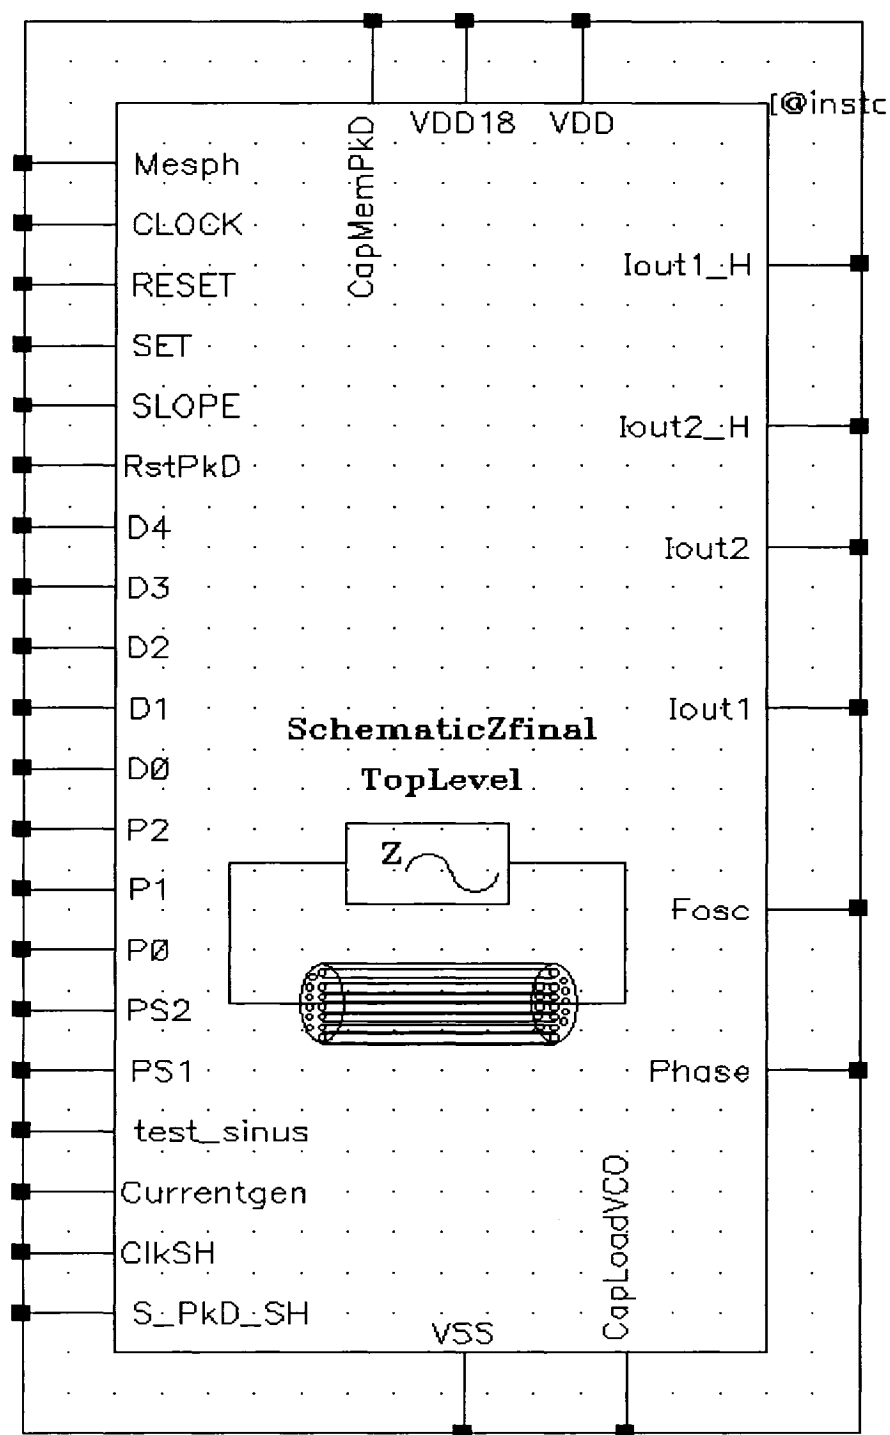 VDD18
VDD
[@instc
CapMemPkD
Mesph
CLOCK
RESET
SET
SLOPE
RstPkD
D4
D3
D2
D1
D0
P2
P1
P0
PS2
PS1
test_sinus
Currentgen
ClkSH
S_PkD_SH
Iout1_H
Iout2_H
Iout2
Iout1
Fosc
Phase
SchematicZfinal
TopLevel
Z
VSS
CapLoadVCO